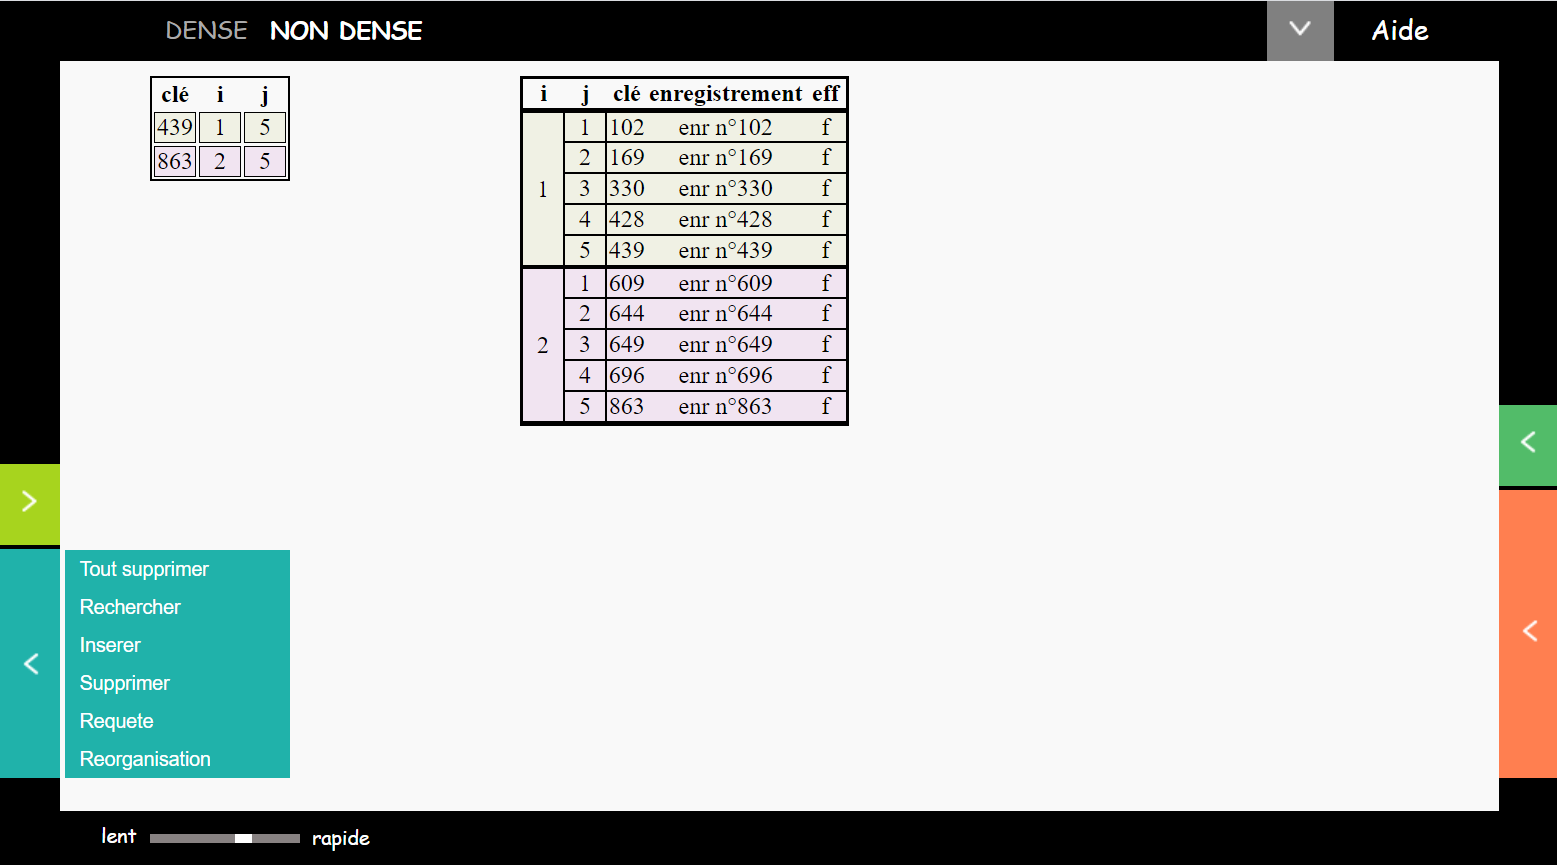 DENSE NON DENSE Aide
clé i j
439 1 5
863 2 5
i j clé enregistrement eff
1
1 102 enr n°102 f
2 169 enr n°169 f
3 330 enr n°330 f
4 428 enr n°428 f
5 439 enr n°439 f
2
1 609 enr n°609 f
2 644 enr n°644 f
3 649 enr n°649 f
4 696 enr n°696 f
5 863 enr n°863 f
Tout supprimer
Rechercher
Inserer
Supprimer
Requete
Reorganisation
lent rapide